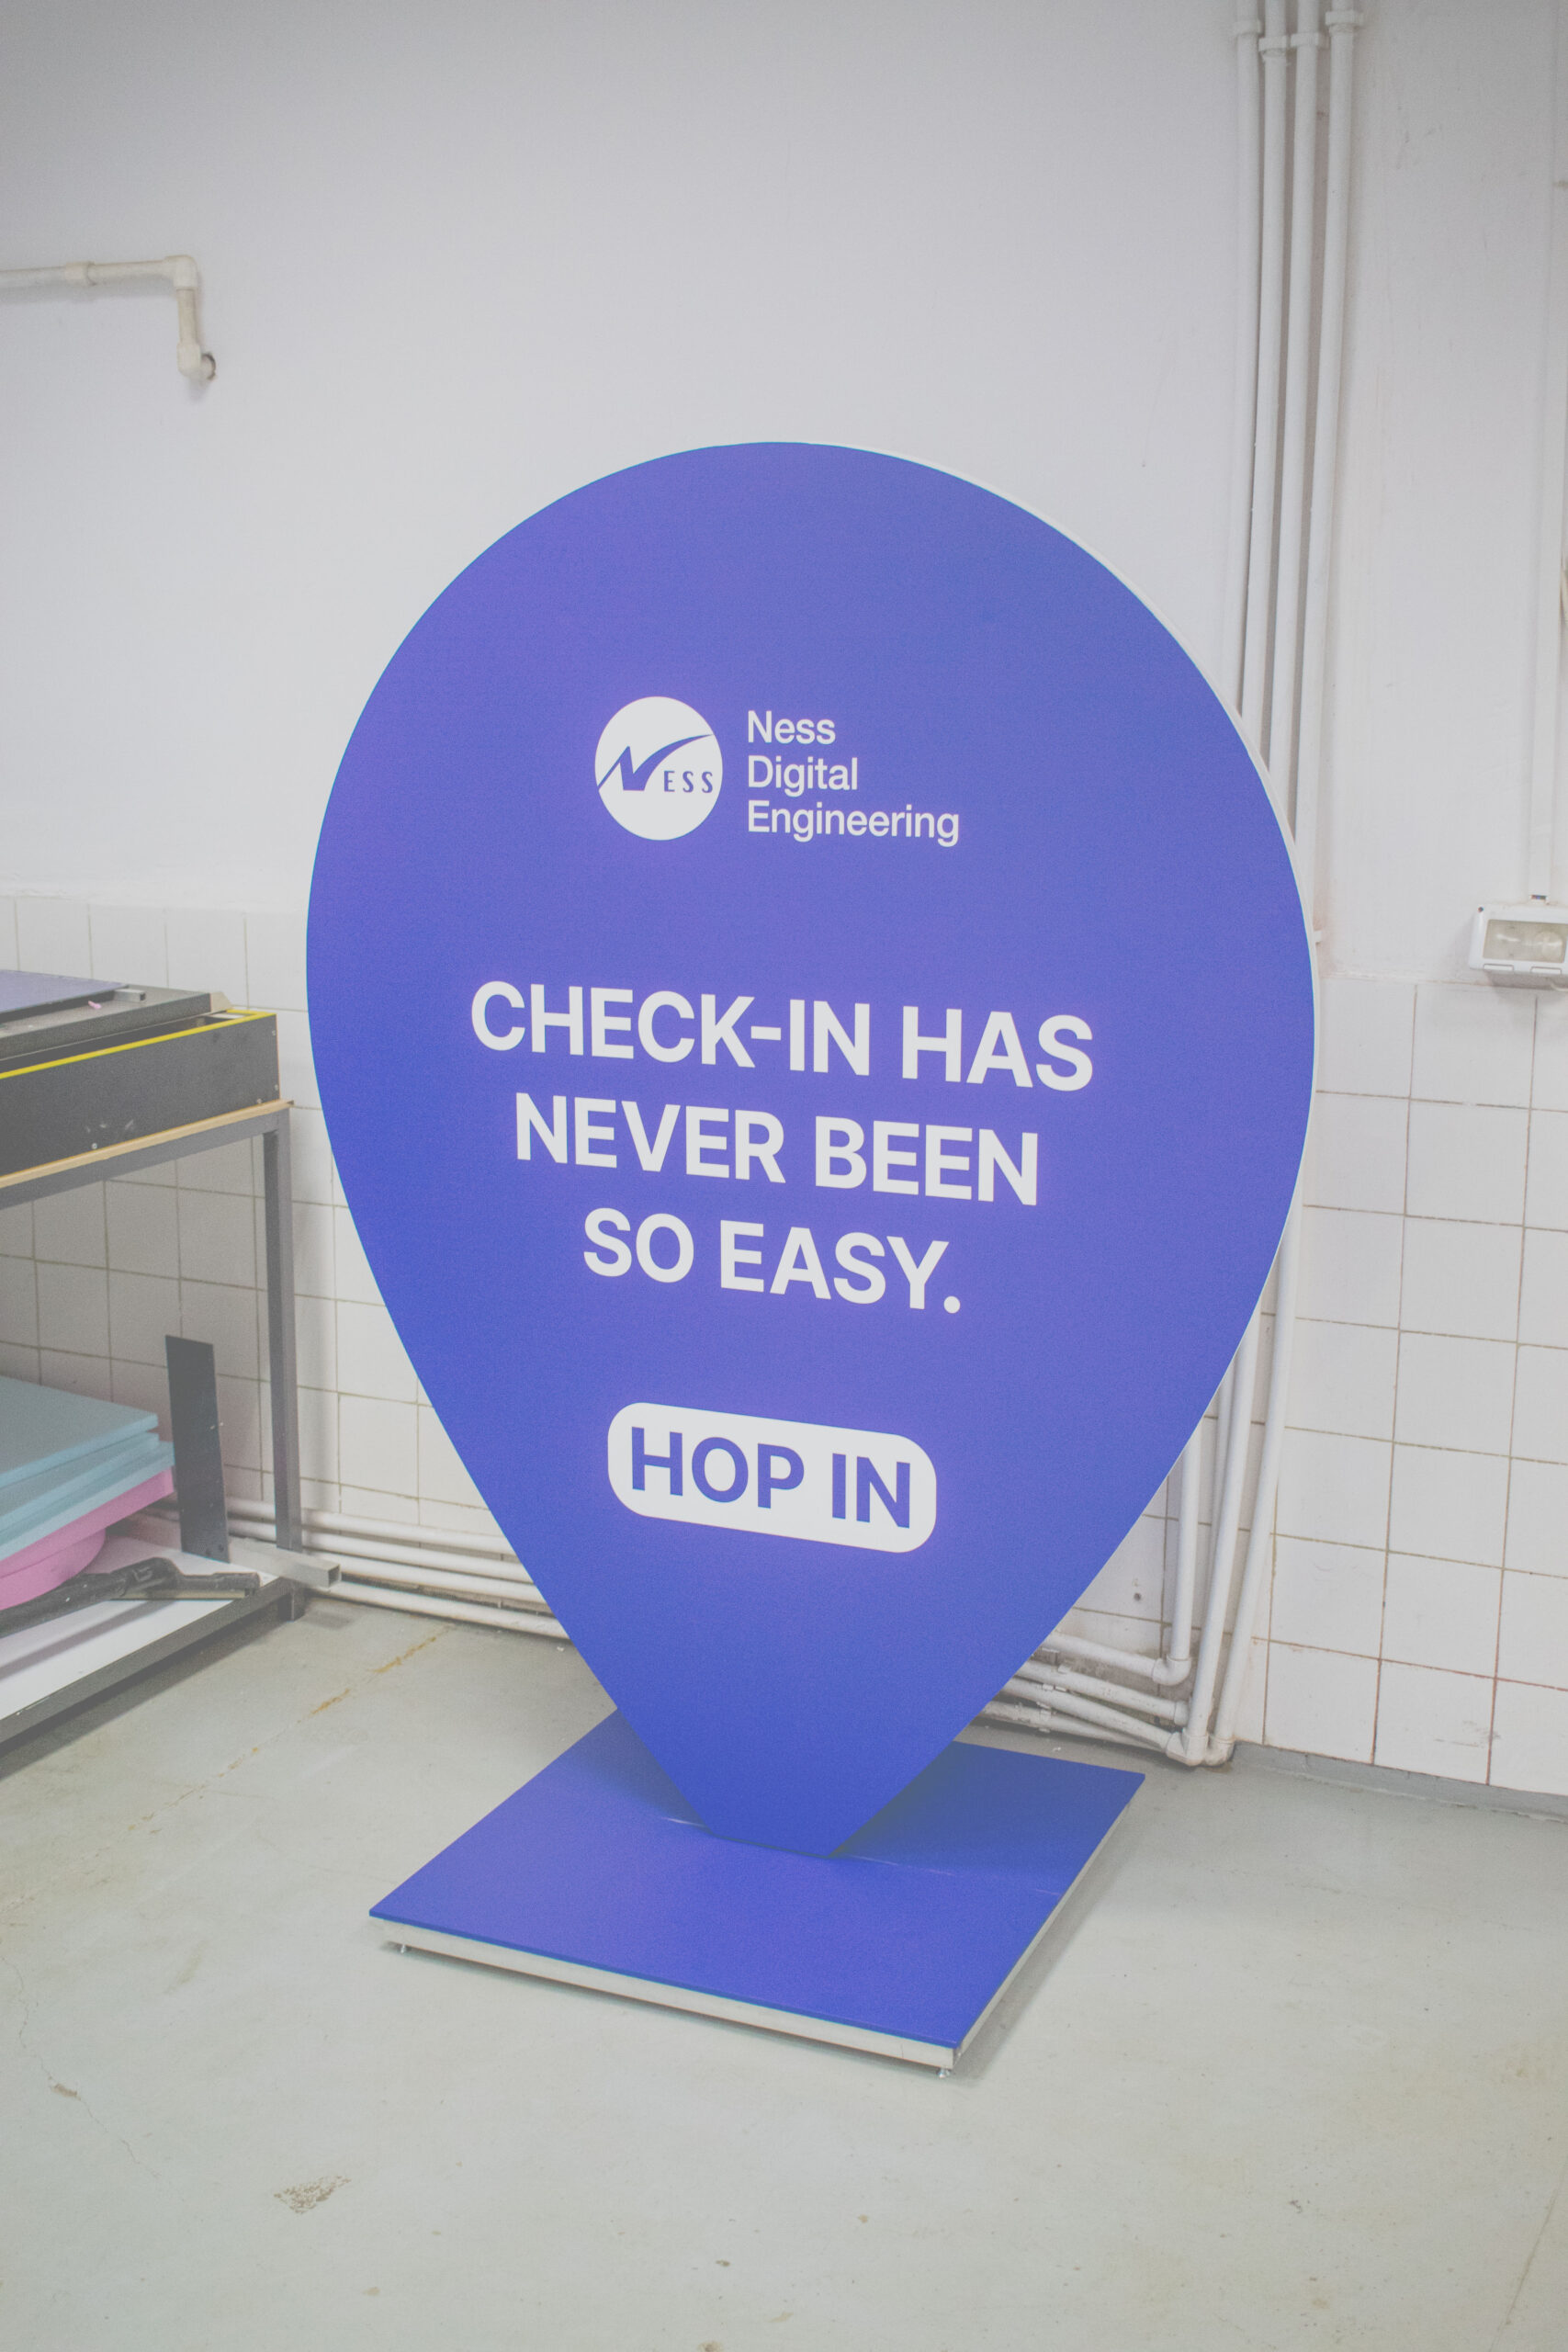 NESS
Ness
Digital
Engineering
CHECK-IN HAS
NEVER BEEN
SO EASY.
HOP IN